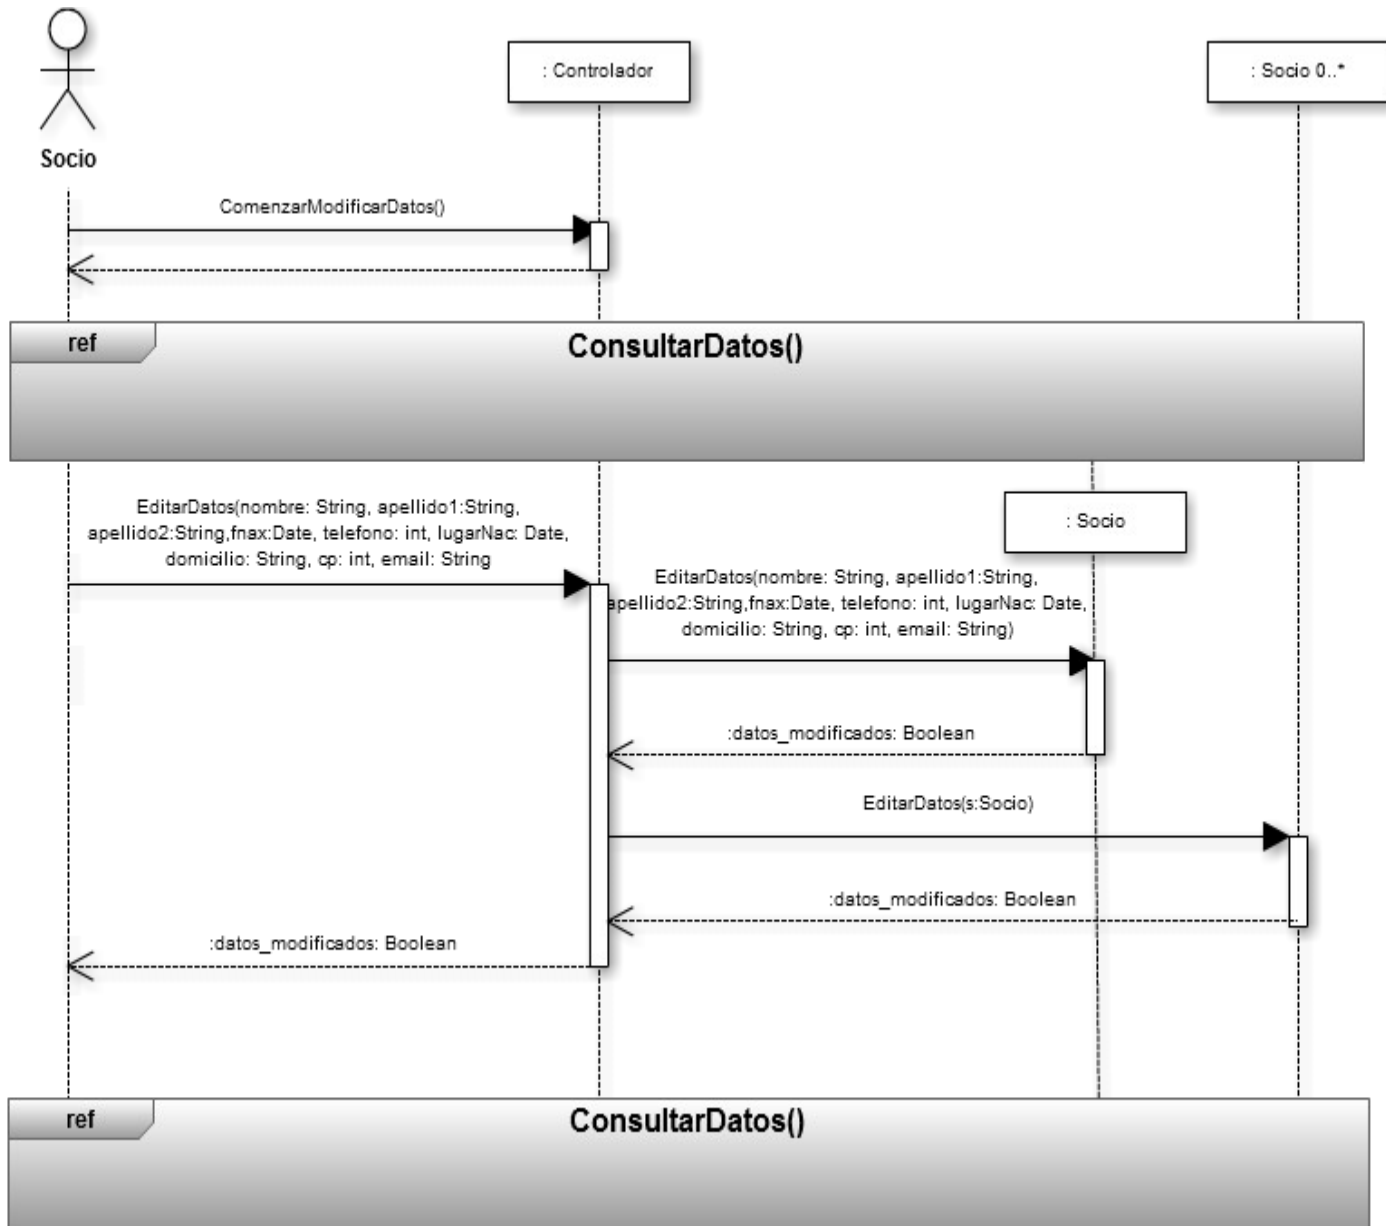 : Controlador
: Socio 0..*
Socio
ComenzarModificarDatos()
ref
ConsultarDatos()
EditarDatos(nombre: String, apellido1:String,
apellido2:String,fnax:Date, telefono: int, lugarNac: Date,
domicilio: String, cp: int, email: String
: Socio
EditarDatos(nombre: String, apellido1:String,
apellido2:String,fnax:Date, telefono: int, lugarNac: Date,
domicilio: String, cp: int, email: String)
:datos_modificados: Boolean
EditarDatos(s:Socio)
:datos_modificados: Boolean
:datos_modificados: Boolean
ref
ConsultarDatos()